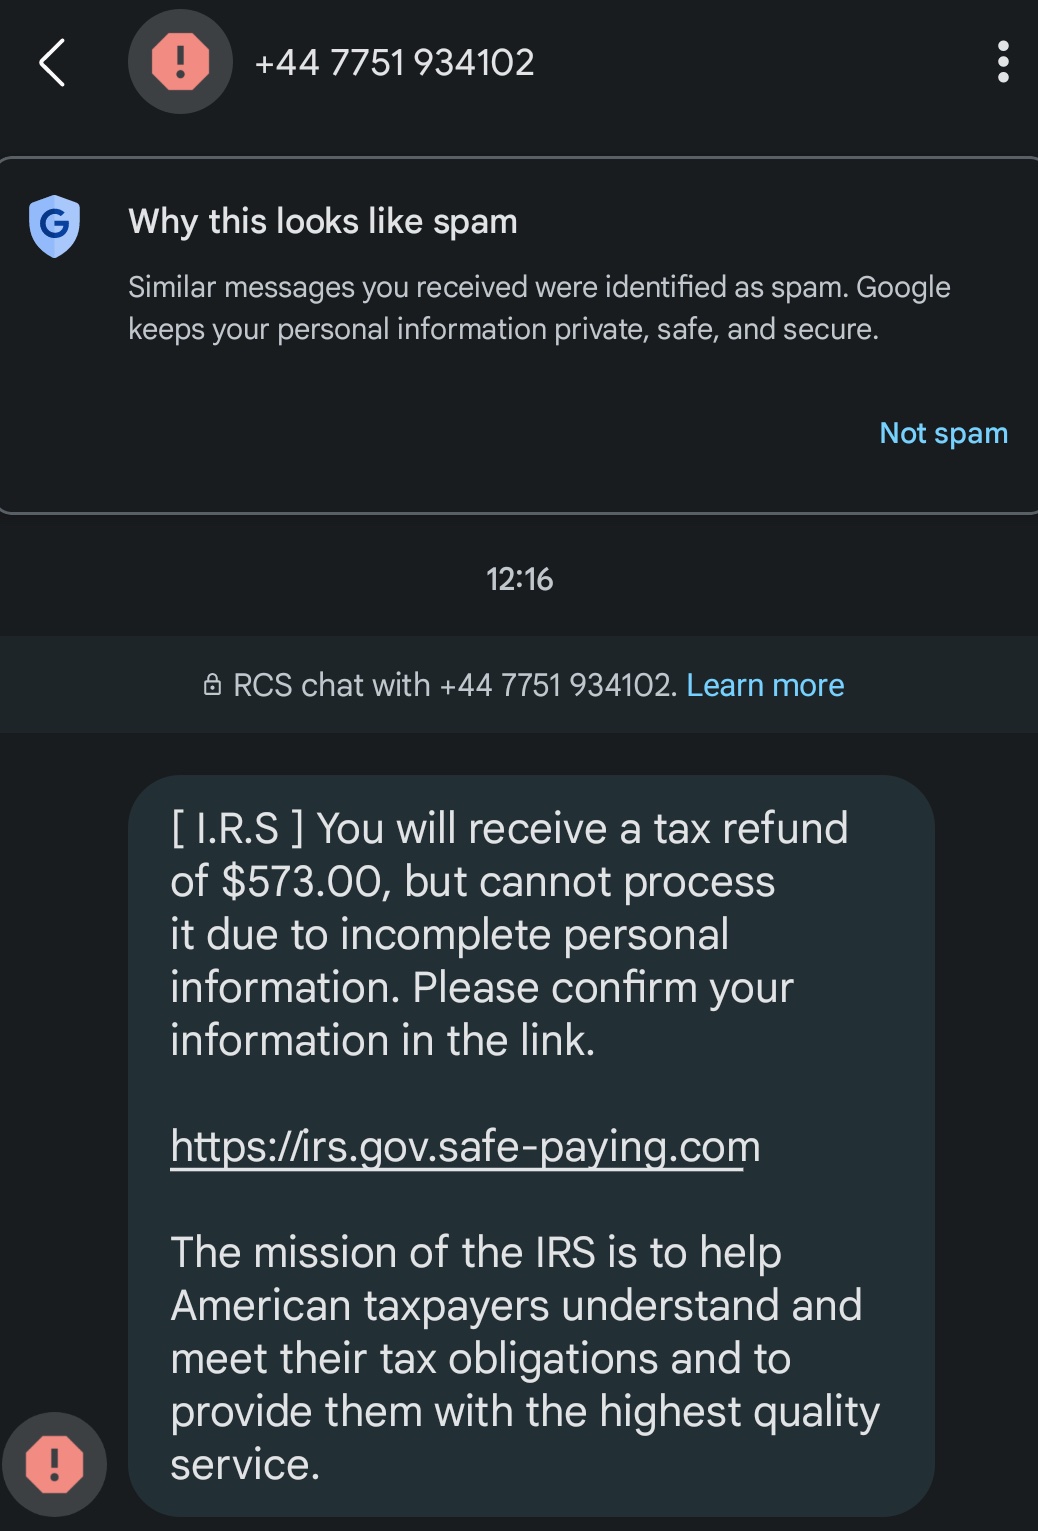 +44 7751 934102
Why this looks like spam
Similar messages you received were identified as spam. Google
keeps your personal information private, safe, and secure.
Not spam
12:16
RCS chat with +44 7751 934102. Learn more
[ I.R.S ] You will receive a tax refund
of $573.00, but cannot process
it due to incomplete personal
information. Please confirm your
information in the link.
https://irs.gov.safe-paying.com
The mission of the IRS is to help
American taxpayers understand and
meet their tax obligations and to
provide them with the highest quality
service.